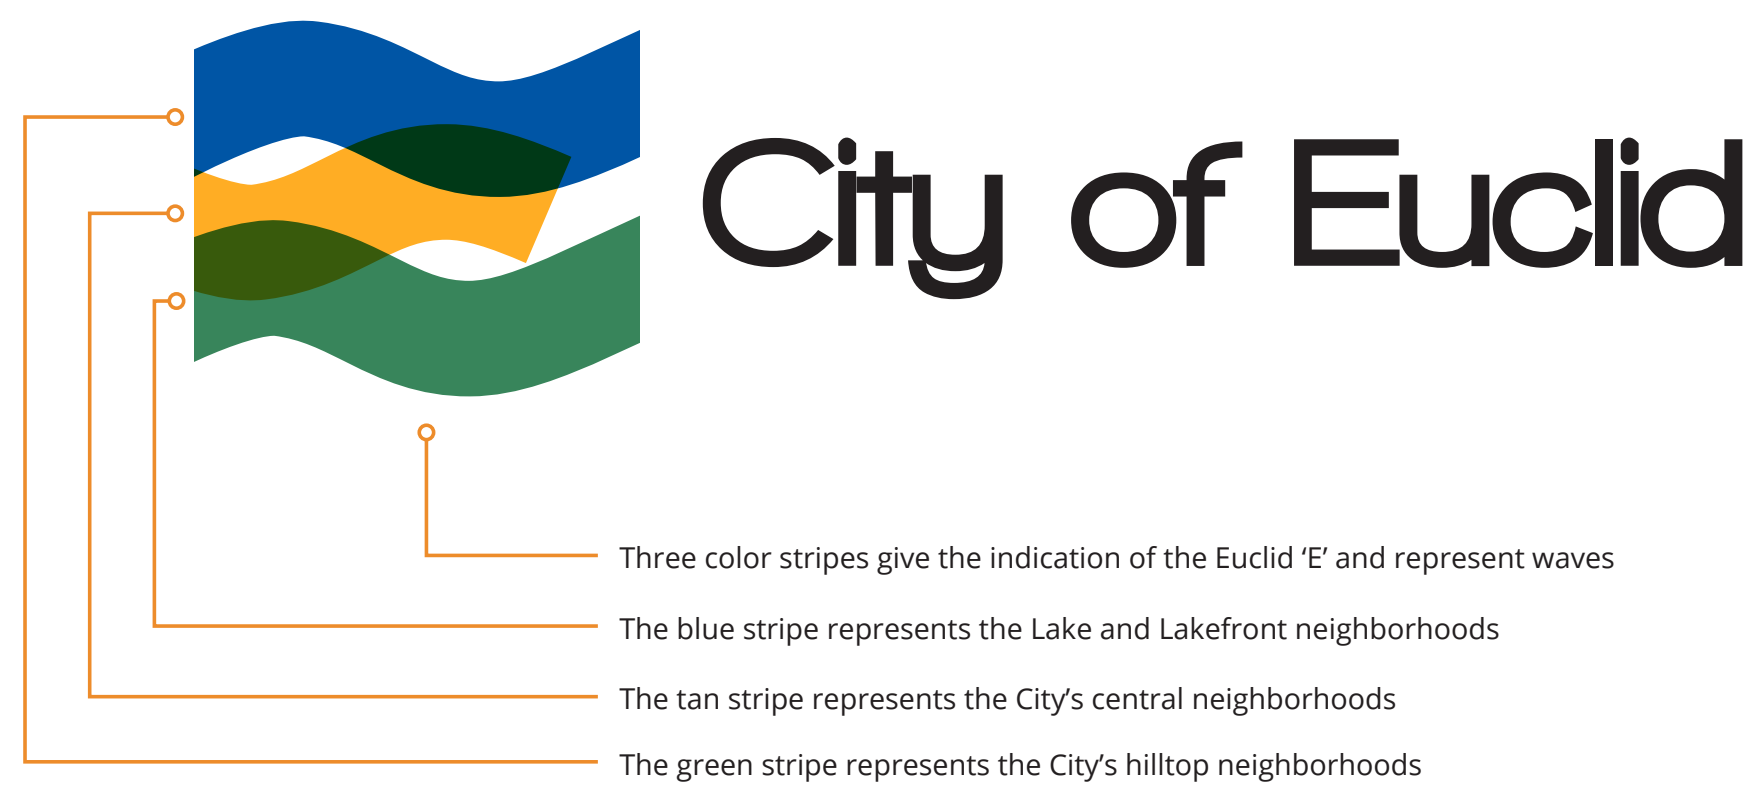 City of Euclid
Three color stripes give the indication of the Euclid ‘E’ and represent waves
The blue stripe represents the Lake and Lakefront neighborhoods
The tan stripe represents the City’s central neighborhoods
The green stripe represents the City’s hilltop neighborhoods